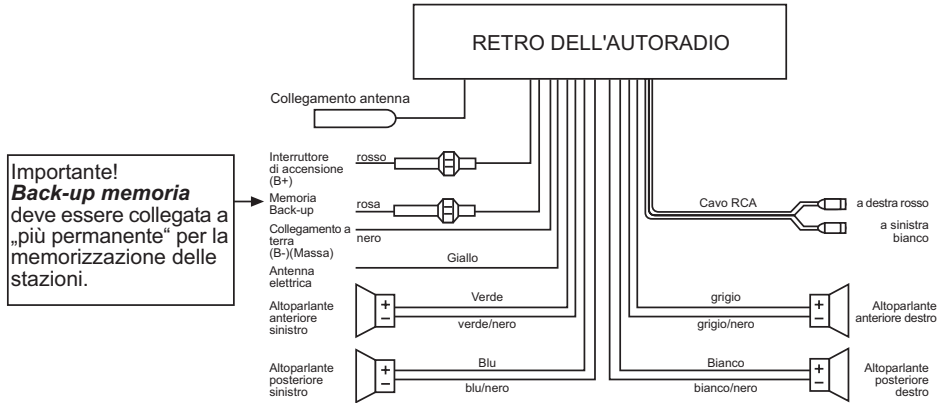 RETRO DELL'AUTORADIO
Collegamento antenna
Importante!
Back-up memoria
deve essere collegata a
„più permanente“ per la
memorizzazione delle
stazioni.
Interruttore
di accensione
(B+)
rosso
Memoria
Back-up
rosa
Collegamento a
terra
(B-)(Massa)
nero
Antenna
elettrica
Giallo
Altoparlante
anteriore
sinistro
+
−
Verde
verde/nero
Altoparlante
posteriore
sinistro
+
−
Blu
blu/nero
Cavo RCA
a destra rosso
a sinistra
bianco
grigio
grigio/nero
+
−
Altoparlante
anteriore destro
Bianco
bianco/nero
+
−
Altoparlante
posteriore
destro